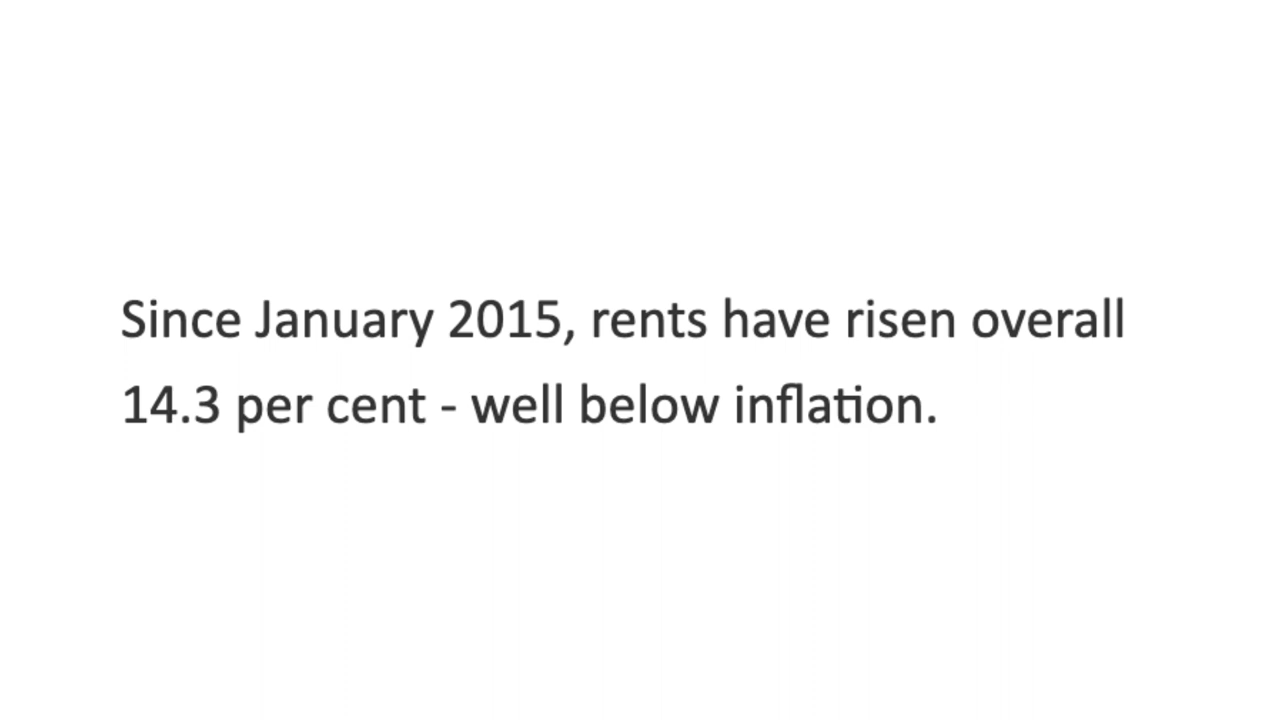 Since January 2015, rents have risen overall
14.3 per cent - well below inflation.